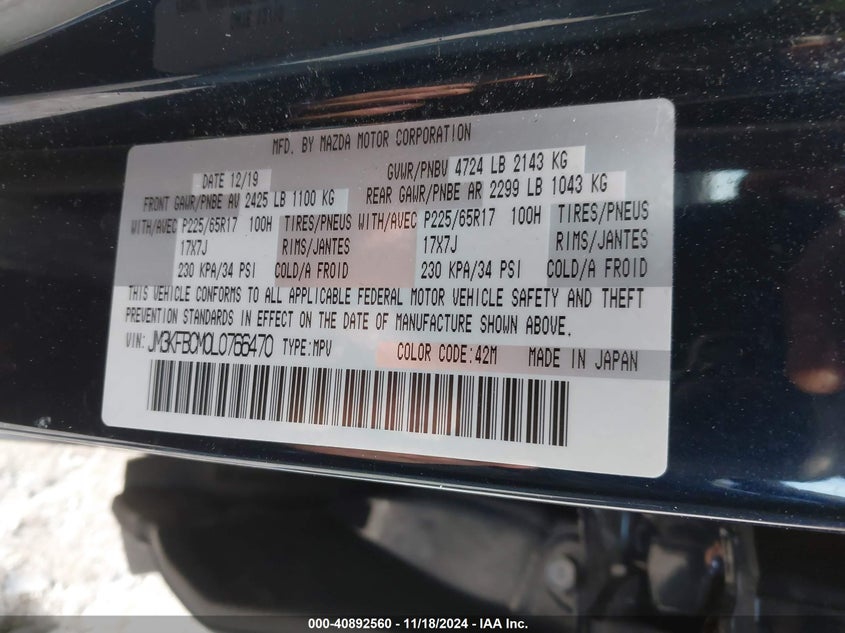 MFD. BY MAZDA MOTOR CORPORATION
DATE 12/19 GVWR/PNBV 4724 LB 2143 KG
FRONT GAWR/PNBE AV 2425 LB 1100 KG REAR GAWR/PNBE AR 2299 LB 1043 KG
WITH/AVEC P225/65R17 100H TIRES/PNEUS WITH/AVEC P225/65R17 100H TIRES/PNEUS
17X7J RIMS/JANTES 17X7J RIMS/JANTES
230 KPA/34 PSI COLD/A FROID 230 KPA/34 PSI COLD/A FROID
THIS VEHICLE CONFORMS TO ALL APPLICABLE FEDERAL MOTOR VEHICLE SAFETY AND THEFT
PREVENTION STANDARDS IN EFFECT ON THE DATE OF MANUFACTURE SHOWN ABOVE.
VIN: JM3KFBCM0L0766470 TYPE:MPV COLOR CODE:42M MADE IN JAPAN
000-40892560 - 11/18/2024 - IAA Inc.